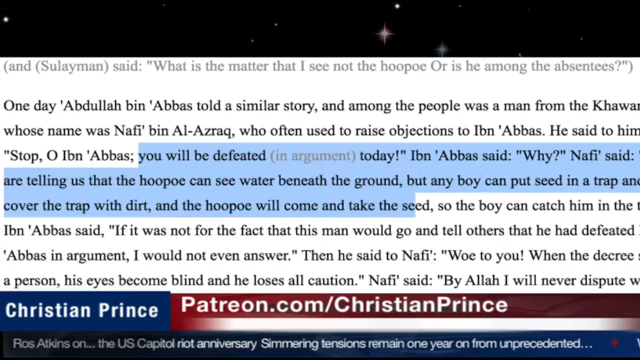 (and (Sulayman) said: "What is the matter that I see not the hoopoe Or is he among the absentees?")
One day 'Abdullah bin 'Abbas told a similar story, and among the people was a man from the Khawar
whose name was Nafi' bin Al-Azraq, who often used to raise objections to Ibn 'Abbas. He said to him
"Stop, O Ibn 'Abbas; you will be defeated (in argument) today!" Ibn 'Abbas said: "Why?" Nafi' said:
are telling us that the hoopoe can see water beneath the ground, but any boy can put seed in a trap and
cover the trap with dirt, and the hoopoe will come and take the seed, so the boy can catch him in the t
Ibn 'Abbas said, "If it was not for the fact that this man would go and tell others that he had defeated
'Abbas in argument, I would not even answer." Then he said to Nafi': "Woe to you! When the decree s
a person, his eyes become blind and he loses all caution." Nafi' said: "By Allah I will never dispute w
Christian Prince
Patreon.com/ChristianPrince
Ros Atkins on... the US Capitol riot anniversary Simmering tensions remain one year on from unprecedented...